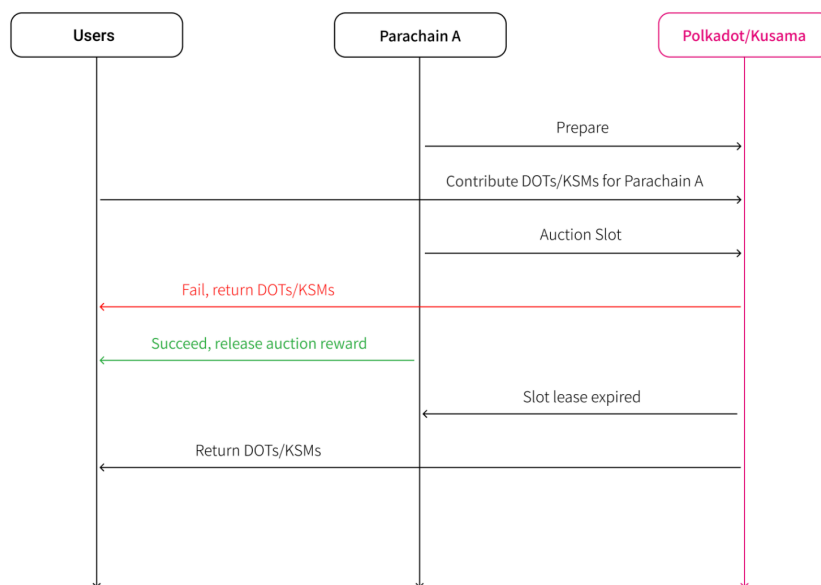 Users
Parachain A
Polkadot/Kusama
Prepare
Contribute DOTs/KSMs for Parachain A
Auction Slot
Fail, return DOTs/KSMs
Succeed, release auction reward
Slot lease expired
Return DOTs/KSMs